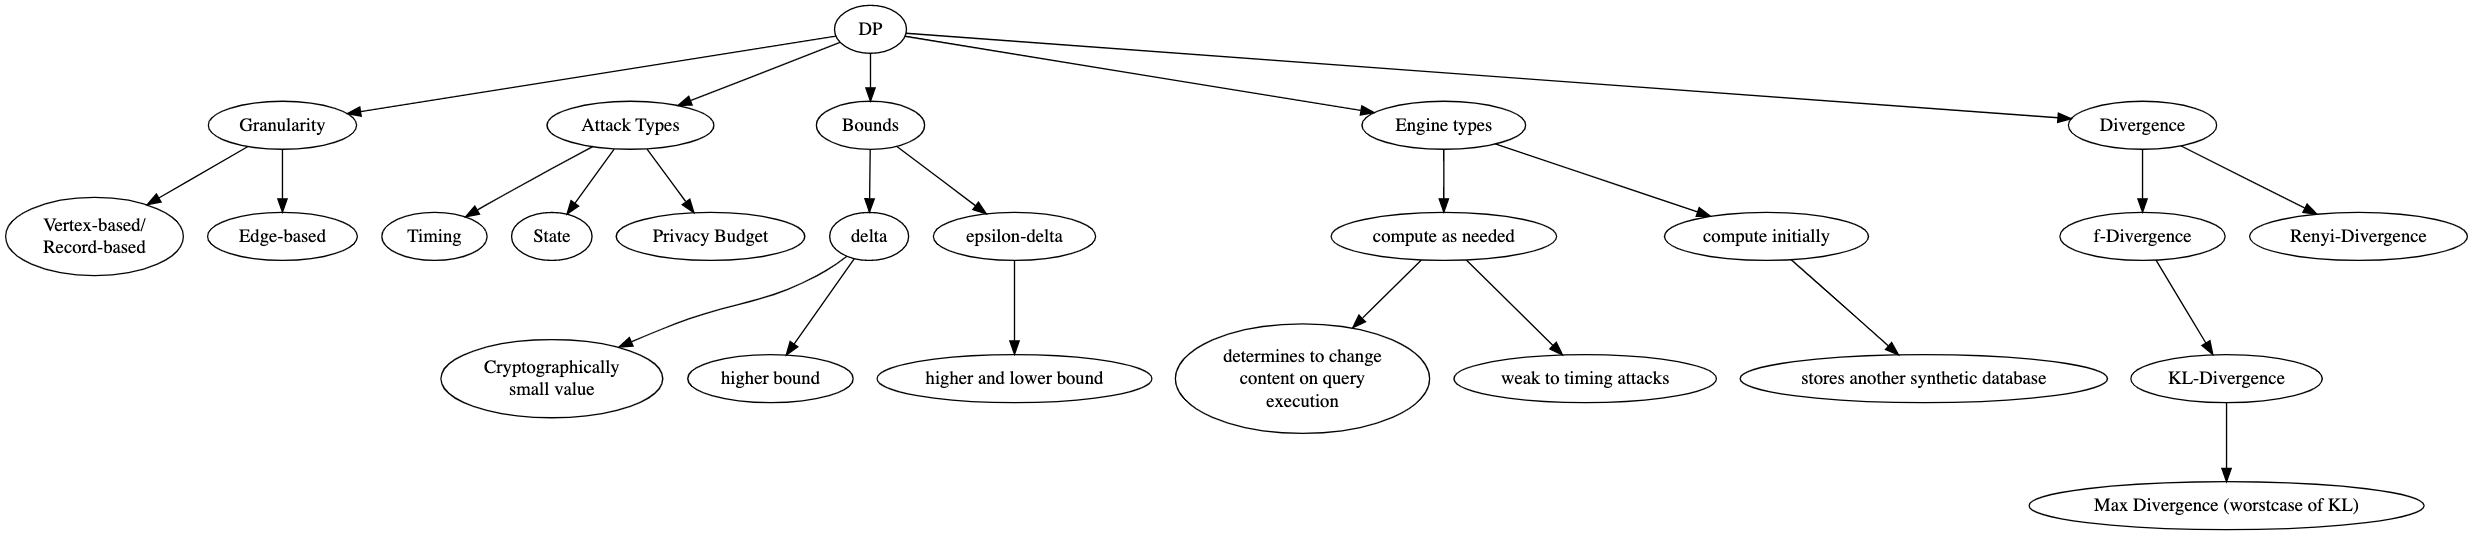 DP
Granularity
Attack Types
Bounds
Engine types
Divergence
Vertex-based/
Record-based
Edge-based
Timing
State
Privacy Budget
delta
epsilon-delta
compute as needed
compute initially
f-Divergence
Renyi-Divergence
Cryptographically
small value
higher bound
higher and lower bound
determines to change
content on query
execution
weak to timing attacks
stores another synthetic database
KL-Divergence
Max Divergence (worstcase of KL)